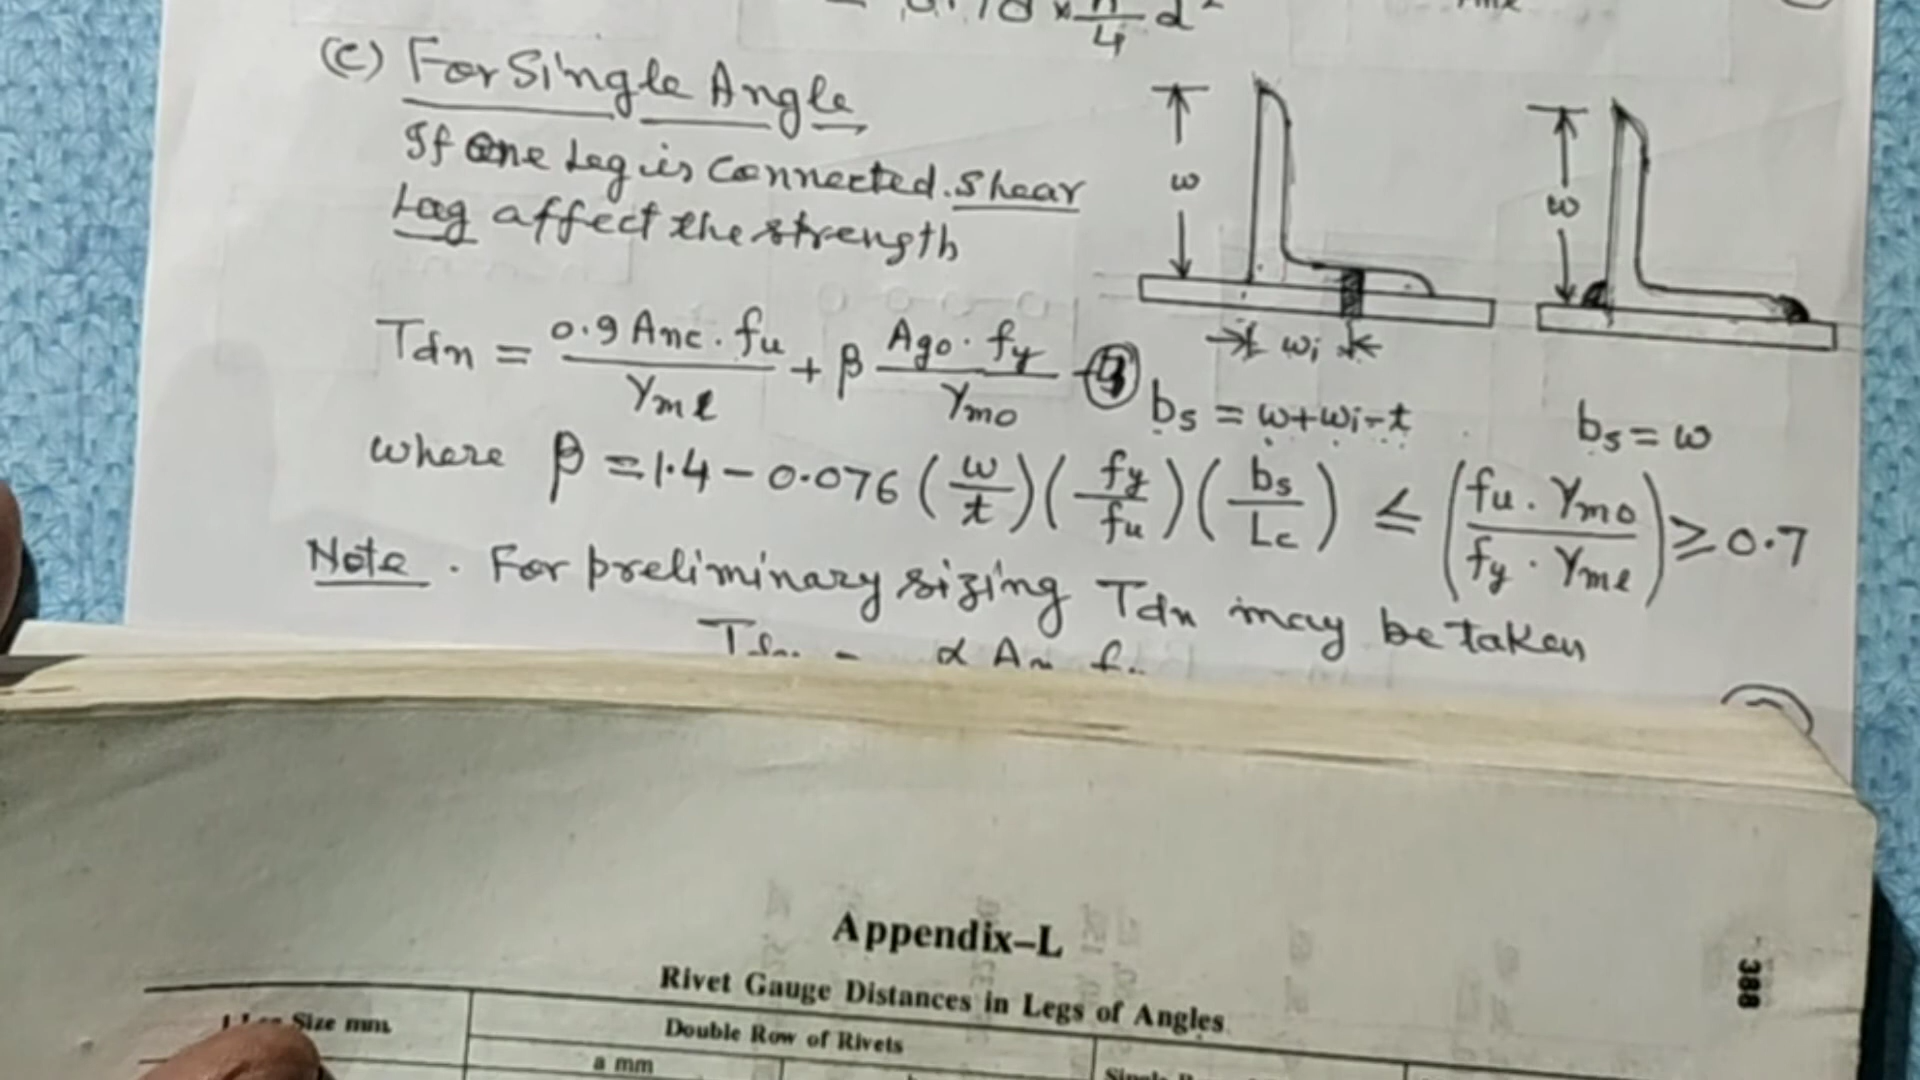 (c) For Single Angle
If one Leg is connected. Shear
Lag affect the strength
w
w
wi
Tdn = 0.9 Anc . fu / γml + β Ago . fy / γmo
bs = w+wi-t
bs = w
where β = 1.4 - 0.076 (w/t)(fy/fu)(bs/Lc) ≤ (fu . γmo / fy . γml) ≥ 0.7
Note . For preliminary sizing Tdn may be taken
Appendix–L
388
Rivet Gauge Distances in Legs of Angles
Size mm
Double Row of Rivets
a mm